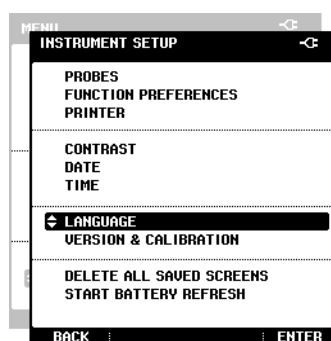 MENU
INSTRUMENT SETUP
PROBES
FUNCTION PREFERENCES
PRINTER
CONTRAST
DATE
TIME
LANGUAGE
VERSION & CALIBRATION
DELETE ALL SAVED SCREENS
START BATTERY REFRESH
BACK ENTER